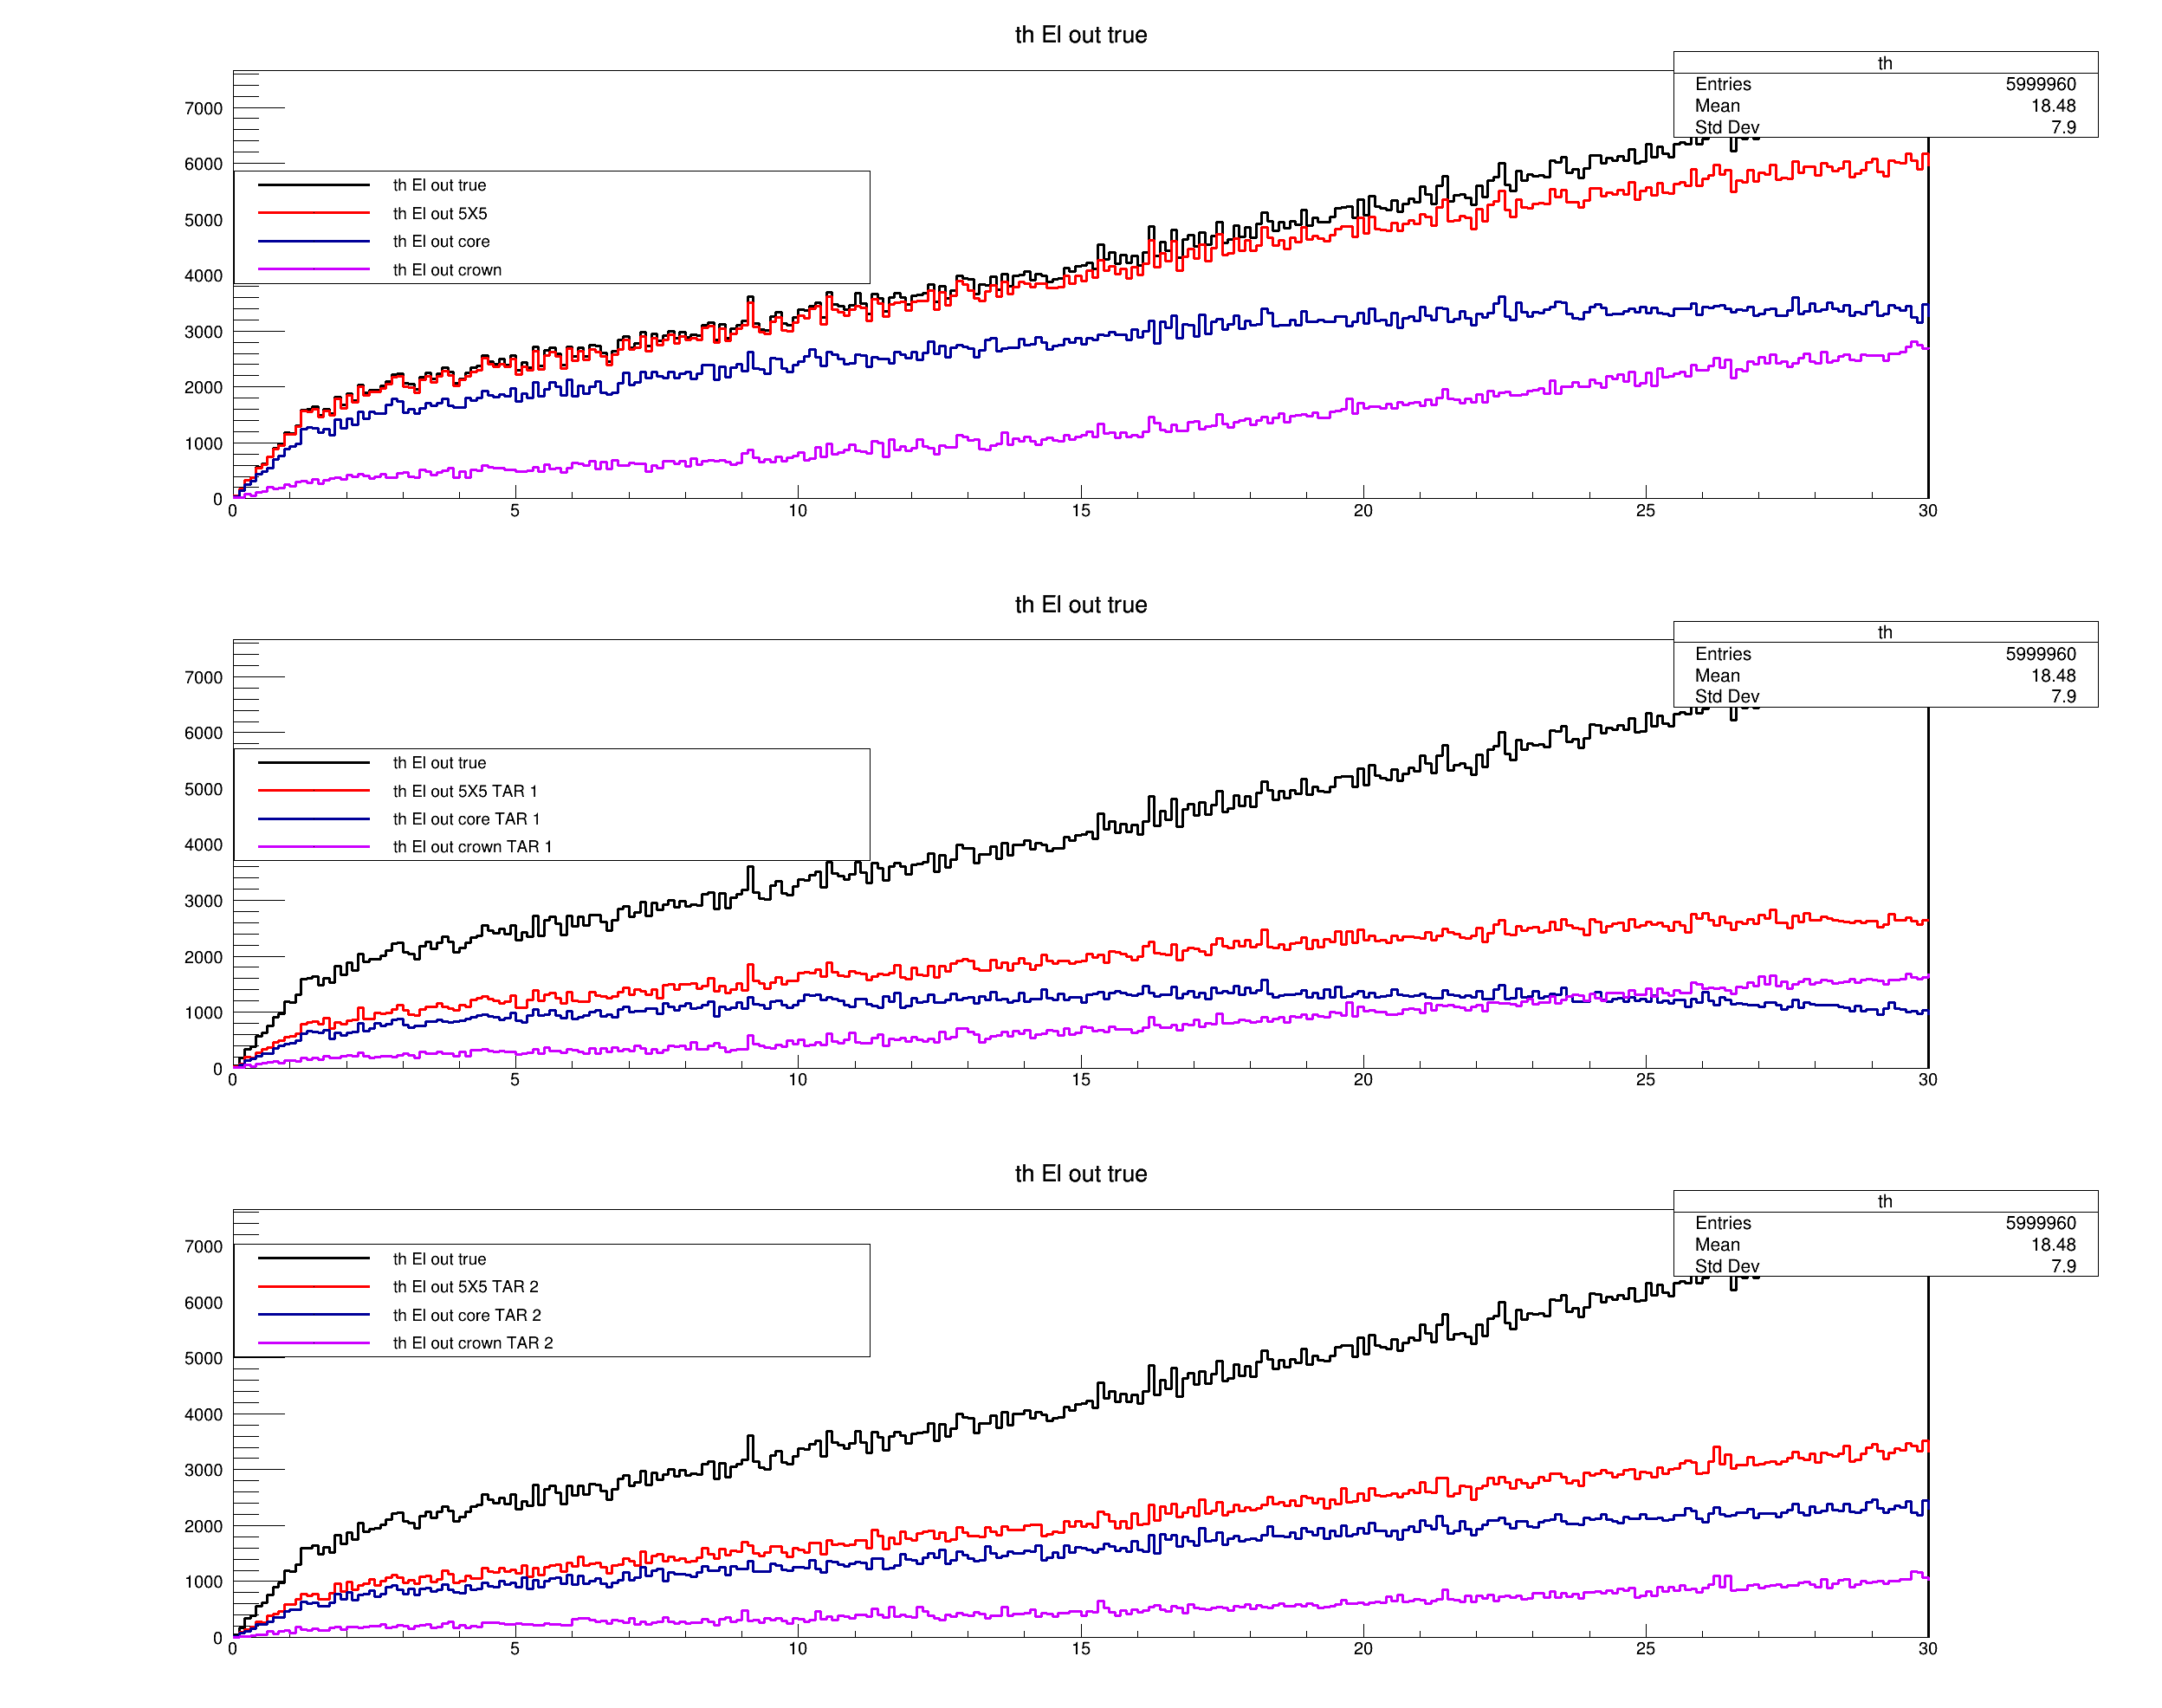 th El out true
th
Entries 5999960
Mean 18.48
Std Dev 7.9
7000
6000
5000
4000
3000
2000
1000
0
th El out true
th El out 5X5
th El out core
th El out crown
0 5 10 15 20 25 30
th El out true
th
Entries 5999960
Mean 18.48
Std Dev 7.9
7000
6000
5000
4000
3000
2000
1000
0
th El out true
th El out 5X5 TAR 1
th El out core TAR 1
th El out crown TAR 1
0 5 10 15 20 25 30
th El out true
th
Entries 5999960
Mean 18.48
Std Dev 7.9
7000
6000
5000
4000
3000
2000
1000
0
th El out true
th El out 5X5 TAR 2
th El out core TAR 2
th El out crown TAR 2
0 5 10 15 20 25 30